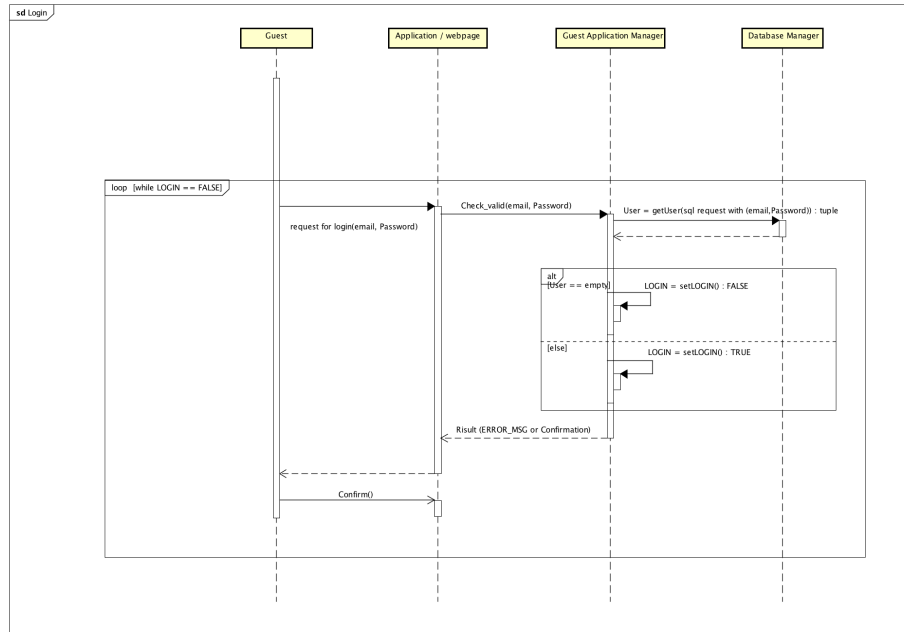 sd Login
Guest
Application / webpage
Guest Application Manager
Database Manager
loop [while LOGIN == FALSE]
request for login(email, Password)
Check_valid(email, Password)
User = getUser(sql request with (email,Password)) : tuple
alt
[User == empty]
LOGIN = setLOGIN() : FALSE
[else]
LOGIN = setLOGIN() : TRUE
Risult (ERROR_MSG or Confirmation)
Confirm()